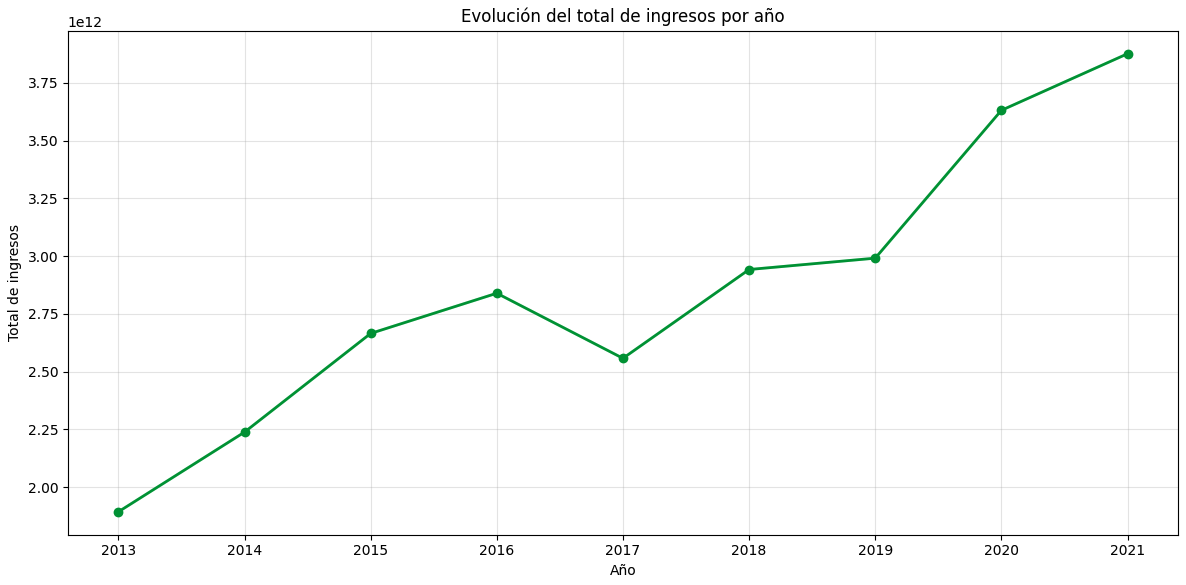 Evolución del total de ingresos por año
1e12
3.75
3.50
3.25
3.00
2.75
2.50
2.25
2.00
Total de ingresos
2013 2014 2015 2016 2017 2018 2019 2020 2021
Año